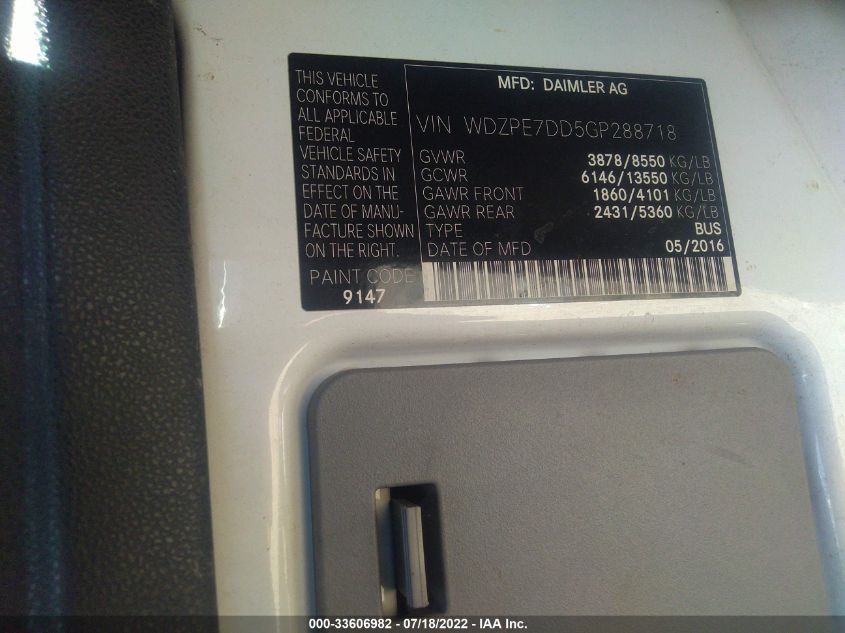 THIS VEHICLE
CONFORMS TO
ALL APPLICABLE
FEDERAL
VEHICLE SAFETY
STANDARDS IN
EFFECT ON THE
DATE OF MANU-
FACTURE SHOWN
ON THE RIGHT.
PAINT CODE
9147
MFD: DAIMLER AG
VIN WDZPE7DD5GP288718
GVWR 3878/8550 KG/LB
GCWR 6146/13550 KG/LB
GAWR FRONT 1860/4101 KG/LB
GAWR REAR 2431/5360 KG/LB
TYPE BUS
DATE OF MFD 05/2016
000-33606982 - 07/18/2022 - IAA Inc.